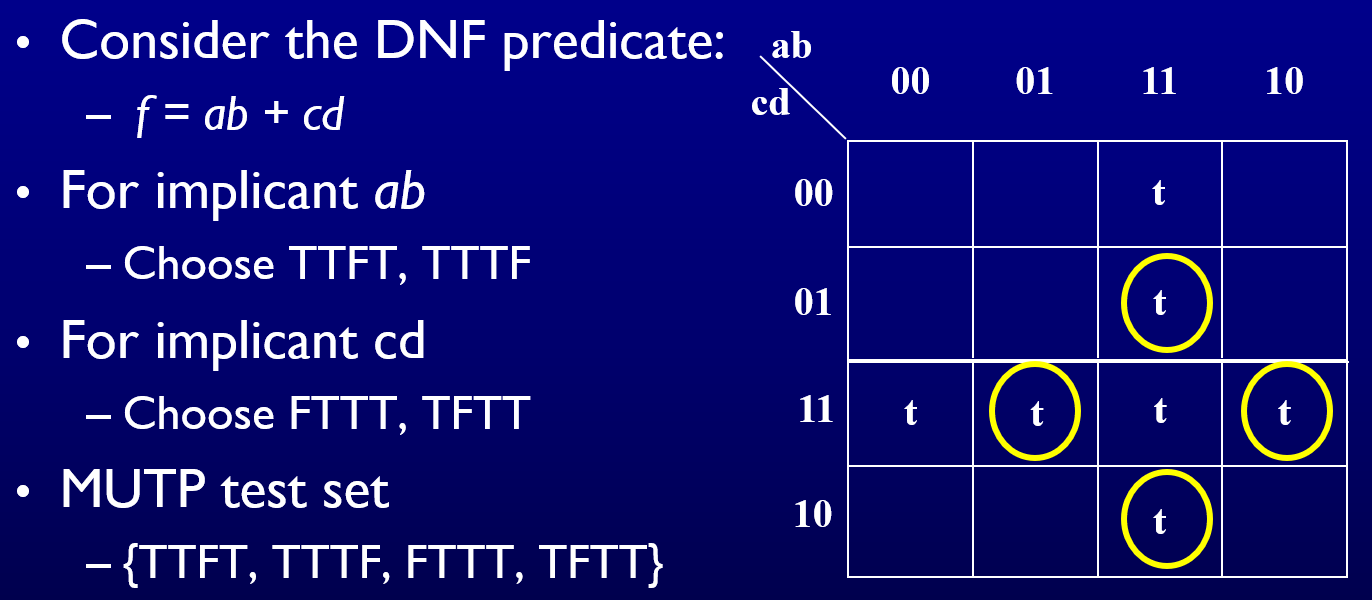 • Consider the DNF predicate:
– f = ab + cd
• For implicant ab
– Choose TTFT, TTTF
• For implicant cd
– Choose FTTT, TFTT
• MUTP test set
– {TTFT, TTTF, FTTT, TFTT}
ab
cd
00 01 11 10
00 t
01 t
11 t t t t
10 t